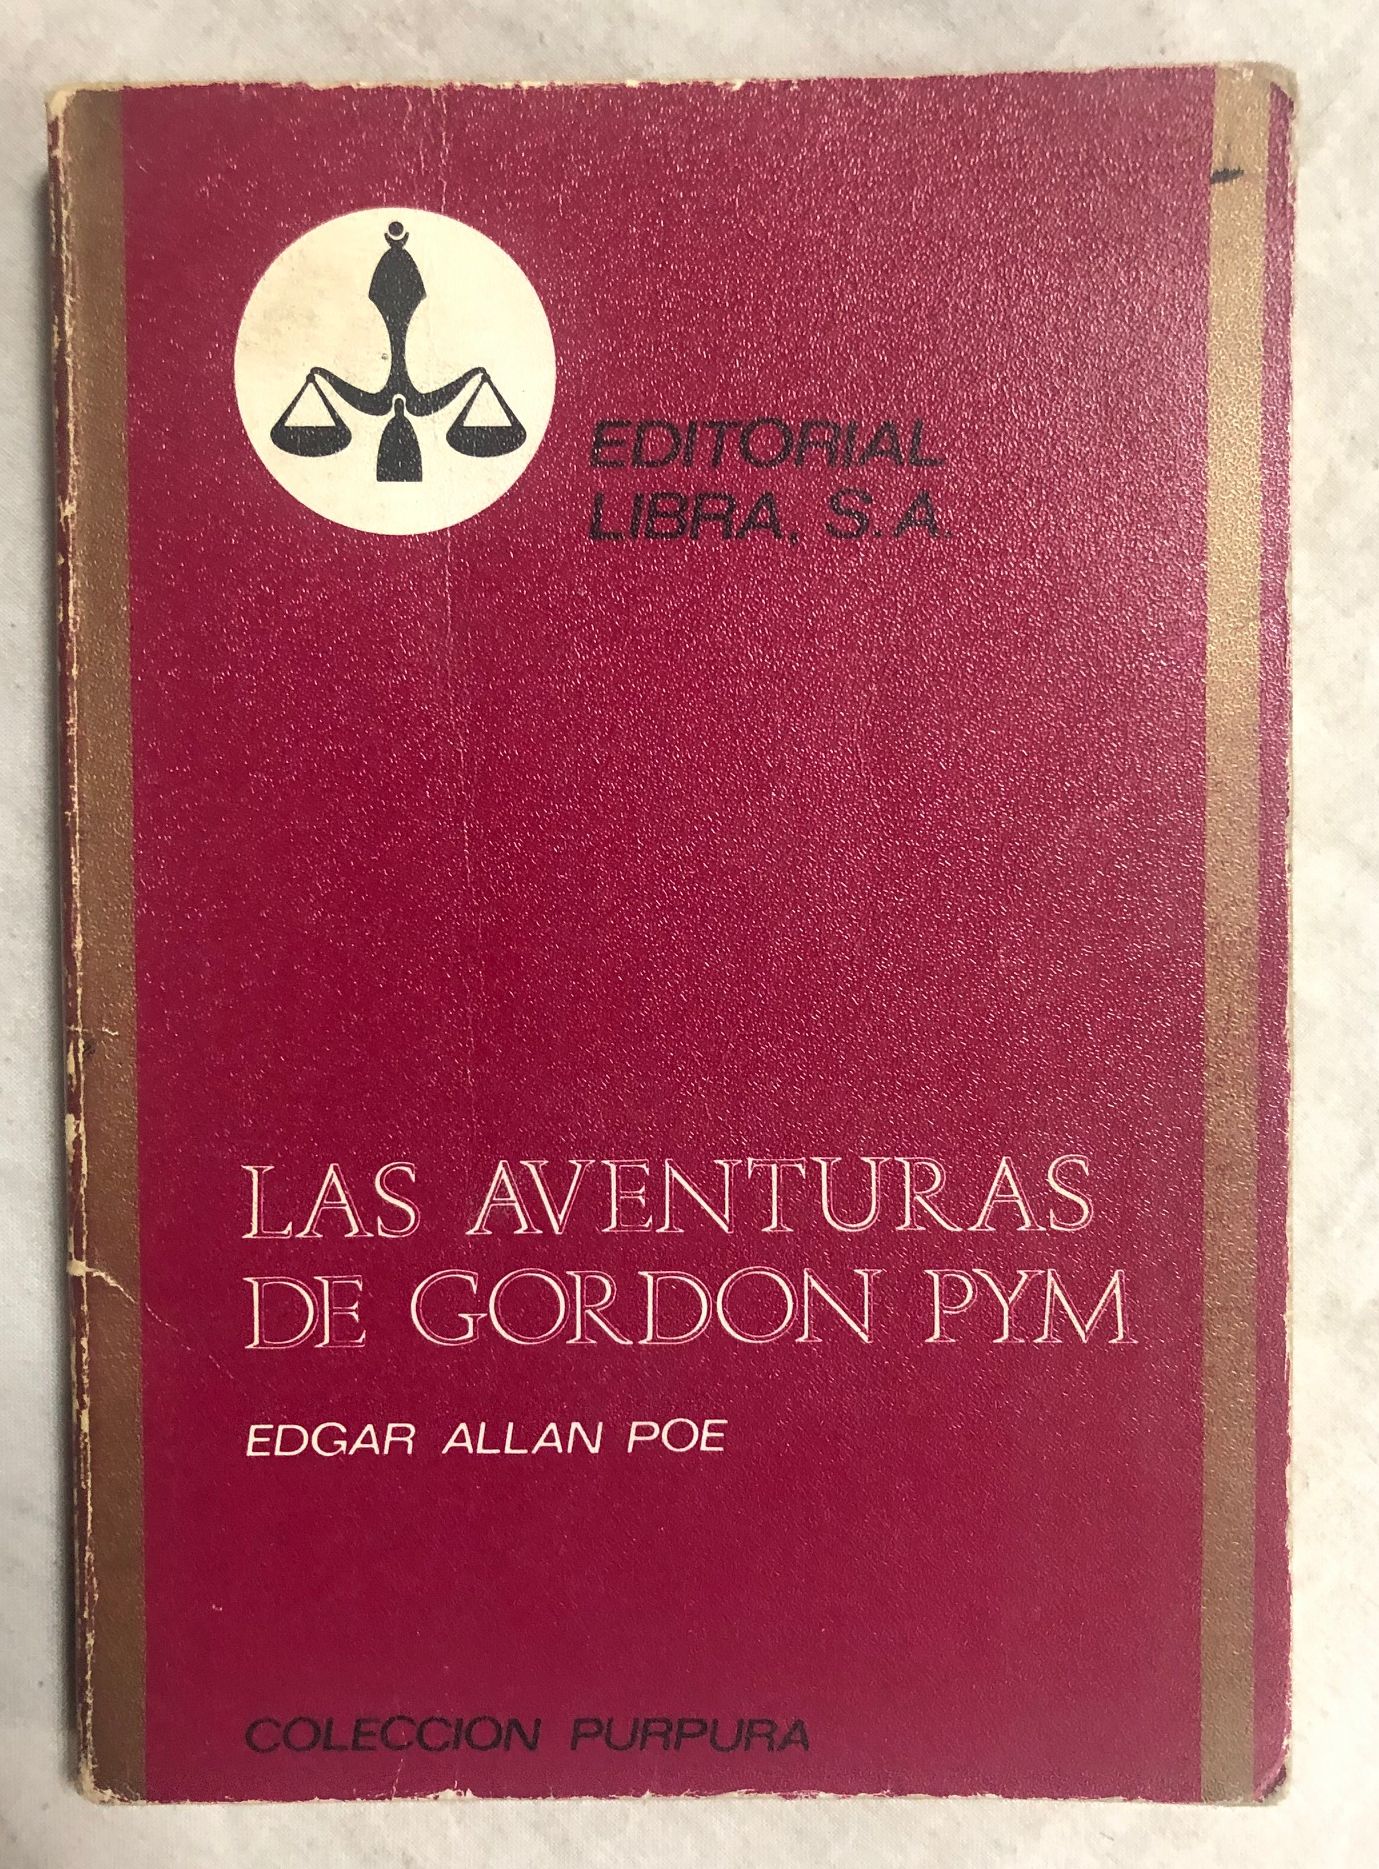 EDITORIAL
LIBRA, S.A.
LAS AVENTURAS
DE GORDON PYM
EDGAR ALLAN POE
COLECCION PURPURA